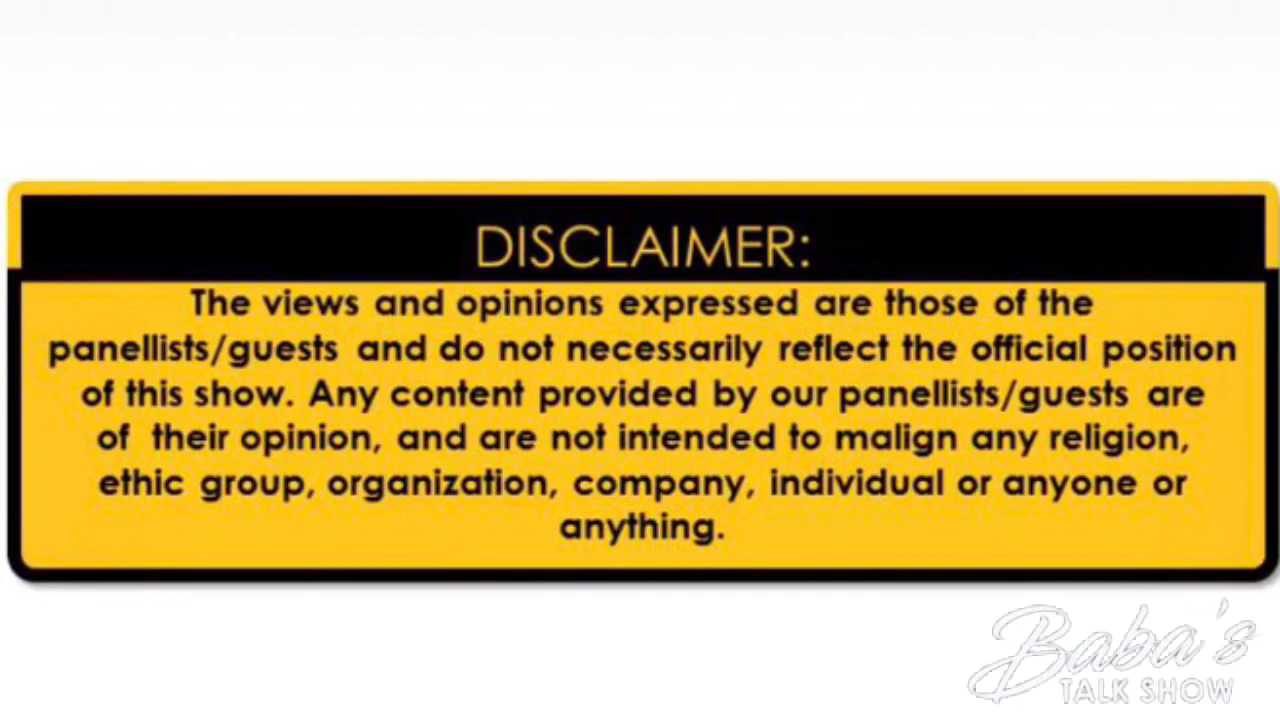 DISCLAIMER:
The views and opinions expressed are those of the
panellists/guests and do not necessarily reflect the official position
of this show. Any content provided by our panellists/guests are
of their opinion, and are not intended to malign any religion,
ethic group, organization, company, individual or anyone or
anything.
Baba's
TALK SHOW